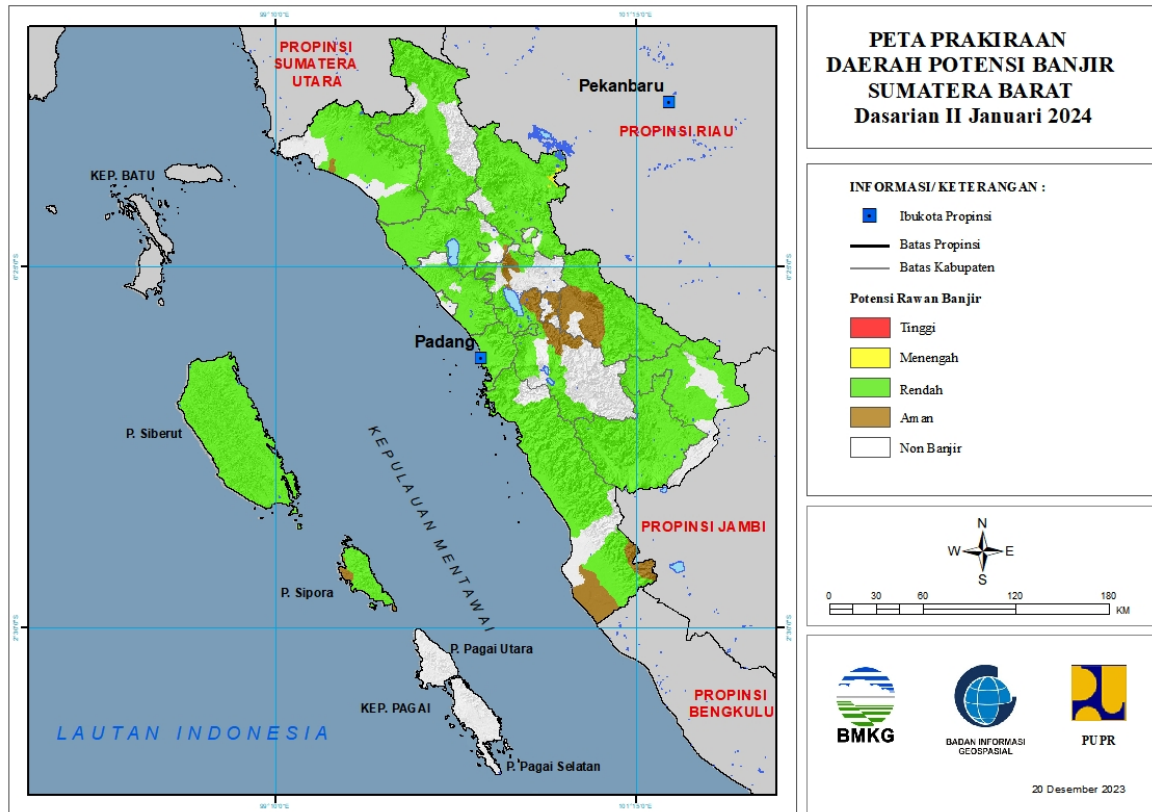 PETA PRAKIRAAN
DAERAH POTENSI BANJIR
SUMATERA BARAT
Dasarian II Januari 2024
INFORMASI/ KETERANGAN :
Ibukota Propinsi
Batas Propinsi
Batas Kabupaten
Potensi Rawan Banjir
Tinggi
Menengah
Rendah
Aman
Non Banjir
N
W E
S
0 30 60 120 180
KM
BMKG
BADAN INFORMASI
GEOSPASIAL
PUPR
20 Desember 2023
PROPINSI
SUMATERA
UTARA
Pekanbaru
PROPINSI RIAU
KEP. BATU
Padang
P. Siberut
KEPULAUAN MENTAWAI
PROPINSI JAMBI
P. Sipora
P. Pagai Utara
KEP. PAGAI
PROPINSI
BENGKULU
LAUTAN INDONESIA
P. Pagai Selatan